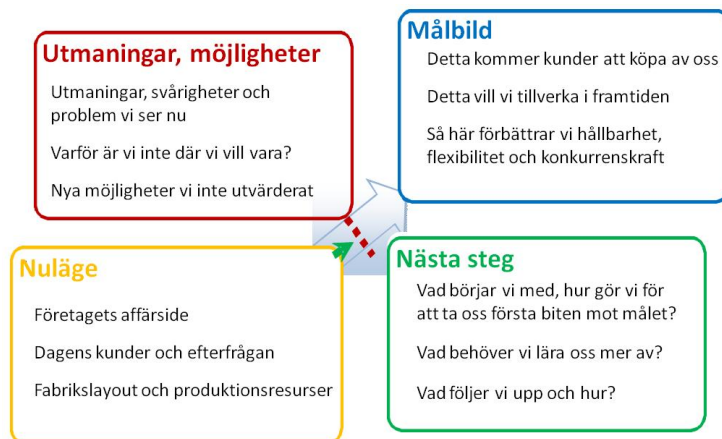 Utmaningar, möjligheter
Utmaningar, svårigheter och
problem vi ser nu
Varför är vi inte där vi vill vara?
Nya möjligheter vi inte utvärderat
Målbild
Detta kommer kunder att köpa av oss
Detta vill vi tillverka i framtiden
Så här förbättrar vi hållbarhet,
flexibilitet och konkurrenskraft
Nuläge
Företagets affärside
Dagens kunder och efterfrågan
Fabrikslayout och produktionsresurser
Nästa steg
Vad börjar vi med, hur gör vi för
att ta oss första biten mot målet?
Vad behöver vi lära oss mer av?
Vad följer vi upp och hur?